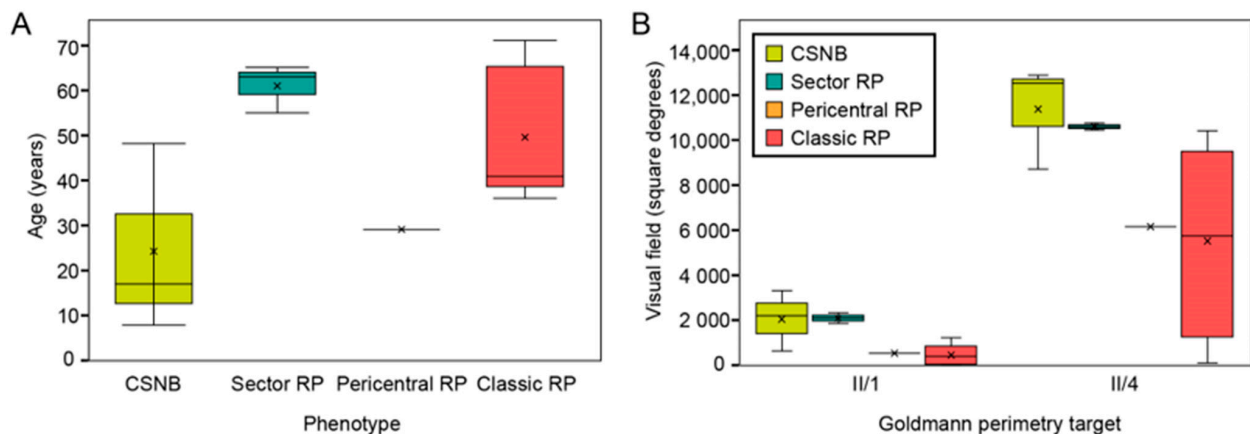 A
Age (years)
70
60
50
40
30
20
10
0
CSNB
Sector RP
Pericentral RP
Classic RP
Phenotype
B
Visual field (square degrees)
14,000
12,000
10,000
8 000
6 000
4 000
2 000
0
CSNB
Sector RP
Pericentral RP
Classic RP
II/1
II/4
Goldmann perimetry target